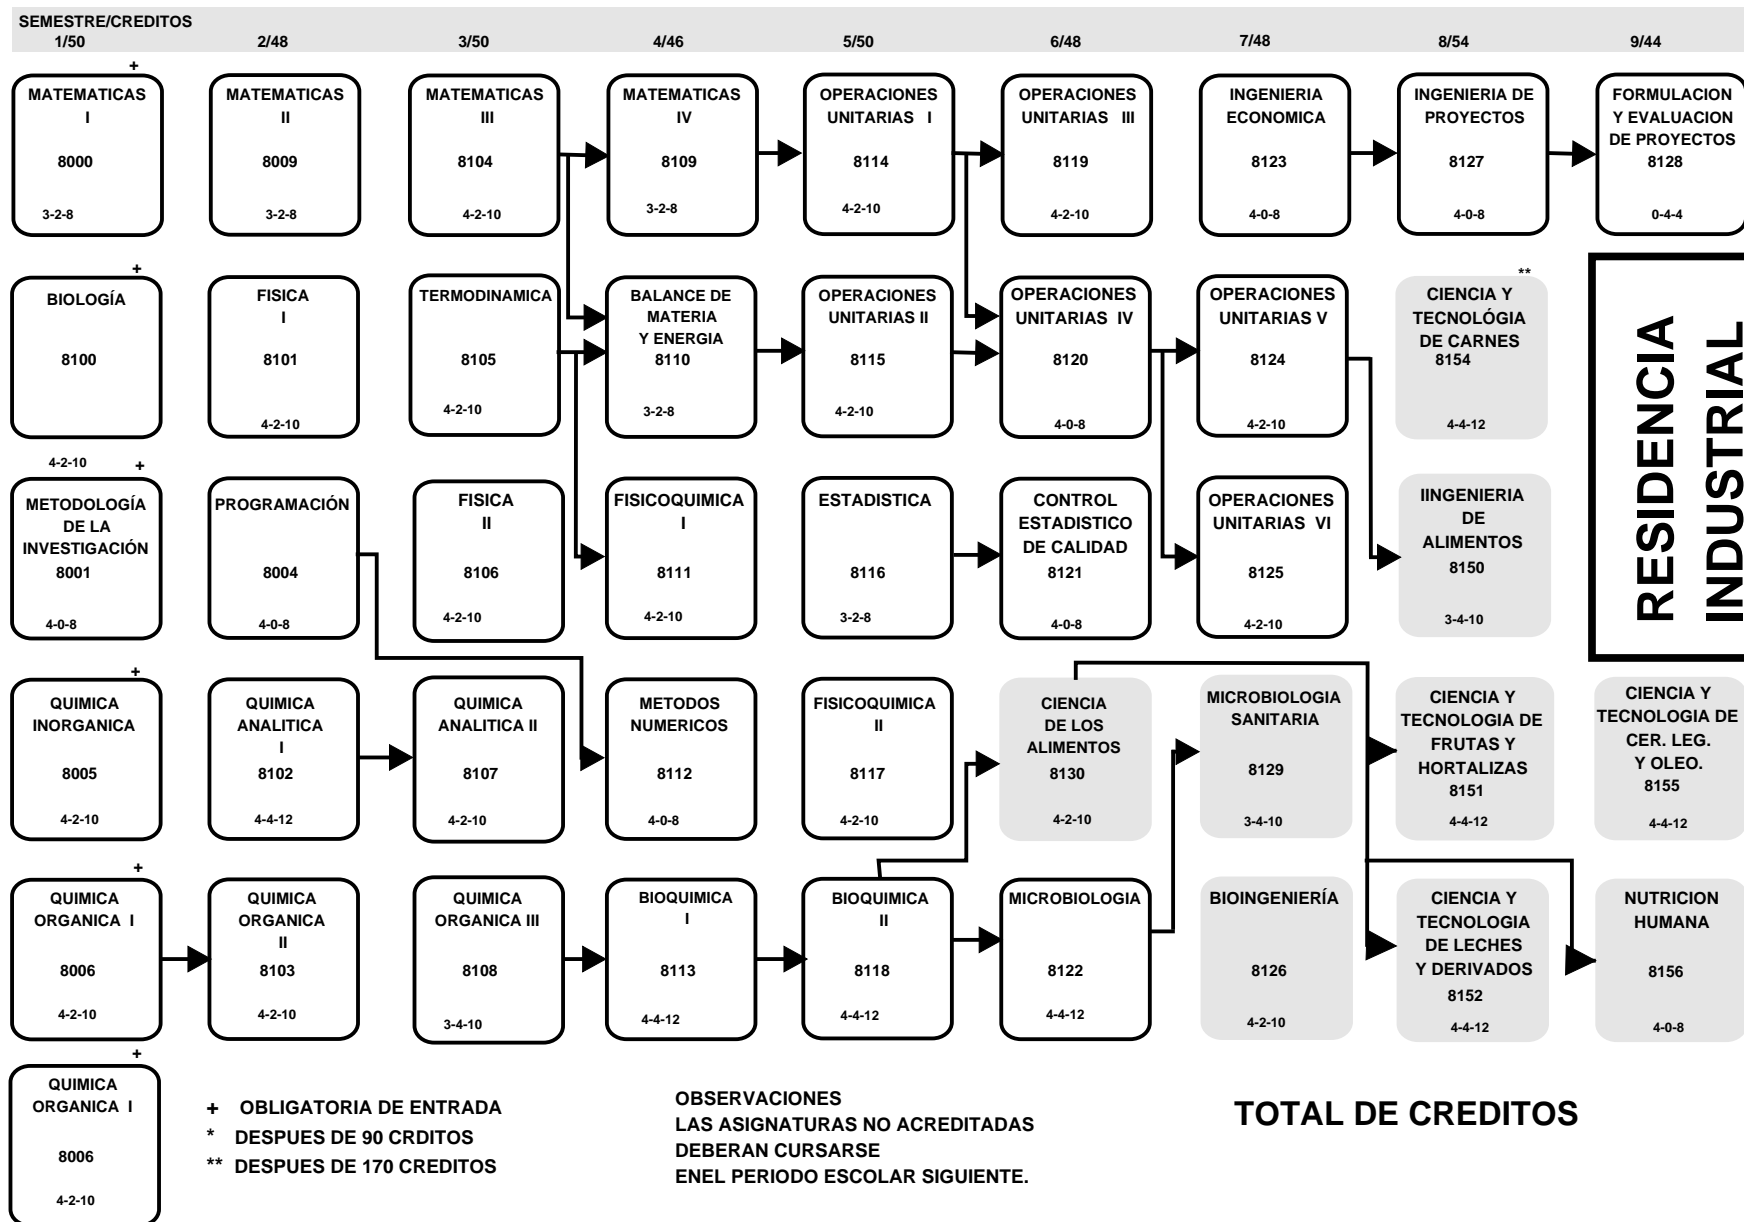 SEMESTRE/CREDITOS
1/50 2/48 3/50 4/46 5/50 6/48 7/48 8/54 9/44
+
MATEMATICAS
I
8000
3-2-8
MATEMATICAS
II
8009
3-2-8
MATEMATICAS
III
8104
4-2-10
MATEMATICAS
IV
8109
3-2-8
OPERACIONES
UNITARIAS I
8114
4-2-10
OPERACIONES
UNITARIAS III
8119
4-2-10
INGENIERIA
ECONOMICA
8123
4-0-8
INGENIERIA DE
PROYECTOS
8127
4-0-8
FORMULACION
Y EVALUACION
DE PROYECTOS
8128
0-4-4
+
BIOLOGÍA
8100
4-2-10
FISICA
I
8101
4-2-10
TERMODINAMICA
8105
4-2-10
BALANCE DE
MATERIA
Y ENERGIA
8110
3-2-8
OPERACIONES
UNITARIAS II
8115
4-2-10
OPERACIONES
UNITARIAS IV
8120
4-0-8
OPERACIONES
UNITARIAS V
8124
4-2-10
**
CIENCIA Y
TECNOLÓGIA
DE CARNES
8154
4-4-12
RESIDENCIA
INDUSTRIAL
+
METODOLOGÍA
DE LA
INVESTIGACIÓN
8001
4-0-8
PROGRAMACIÓN
8004
4-0-8
FISICA
II
8106
4-2-10
FISICOQUIMICA
I
8111
4-2-10
ESTADISTICA
8116
3-2-8
CONTROL
ESTADISTICO
DE CALIDAD
8121
4-0-8
OPERACIONES
UNITARIAS VI
8125
4-2-10
IINGENIERIA
DE
ALIMENTOS
8150
3-4-10
+
QUIMICA
INORGANICA
8005
4-2-10
QUIMICA
ANALITICA
I
8102
4-4-12
QUIMICA
ANALITICA II
8107
4-2-10
METODOS
NUMERICOS
8112
4-0-8
FISICOQUIMICA
II
8117
4-2-10
CIENCIA
DE LOS
ALIMENTOS
8130
4-2-10
MICROBIOLOGIA
SANITARIA
8129
3-4-10
CIENCIA Y
TECNOLOGIA DE
FRUTAS Y
HORTALIZAS
8151
4-4-12
CIENCIA Y
TECNOLOGIA DE
CER. LEG.
Y OLEO.
8155
4-4-12
+
QUIMICA
ORGANICA I
8006
4-2-10
QUIMICA
ORGANICA
II
8103
4-2-10
QUIMICA
ORGANICA III
8108
3-4-10
BIOQUIMICA
I
8113
4-4-12
BIOQUIMICA
II
8118
4-4-12
MICROBIOLOGIA
8122
4-4-12
BIOINGENIERÍA
8126
4-2-10
CIENCIA Y
TECNOLOGIA
DE LECHES
Y DERIVADOS
8152
4-4-12
NUTRICION
HUMANA
8156
4-0-8
+
QUIMICA
ORGANICA I
8006
4-2-10
+ OBLIGATORIA DE ENTRADA
* DESPUES DE 90 CRDITOS
** DESPUES DE 170 CREDITOS
OBSERVACIONES
LAS ASIGNATURAS NO ACREDITADAS
DEBERAN CURSARSE
ENEL PERIODO ESCOLAR SIGUIENTE.
TOTAL DE CREDITOS